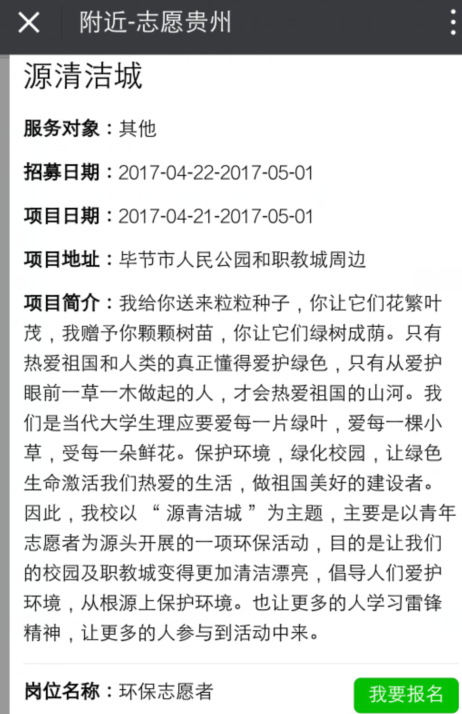 附近-志愿贵州
源清洁城
服务对象：其他
招募日期：2017-04-22-2017-05-01
项目日期：2017-04-21-2017-05-01
项目地址：毕节市人民公园和职教城周边
项目简介：我给你送来粒粒种子，你让它们花繁叶
茂，我赠予你颗颗树苗，你让它们绿树成荫。只有
热爱祖国和人类的真正懂得爱护绿色，只有从爱护
眼前一草一木做起的人，才会热爱祖国的山河。我
们是当代大学生理应要爱每一片绿叶，爱每一棵小
草，受每一朵鲜花。保护环境，绿化校园，让绿色
生命激活我们热爱的生活，做祖国美好的建设者。
因此，我校以“源青洁城”为主题，主要是以青年
志愿者为源头开展的一项环保活动，目的是让我们
的校园及职教城变得更加清洁漂亮，倡导人们爱护
环境，从根源上保护环境。也让更多的人学习雷锋
精神，让更多的人参与到活动中来。
岗位名称：环保志愿者
我要报名